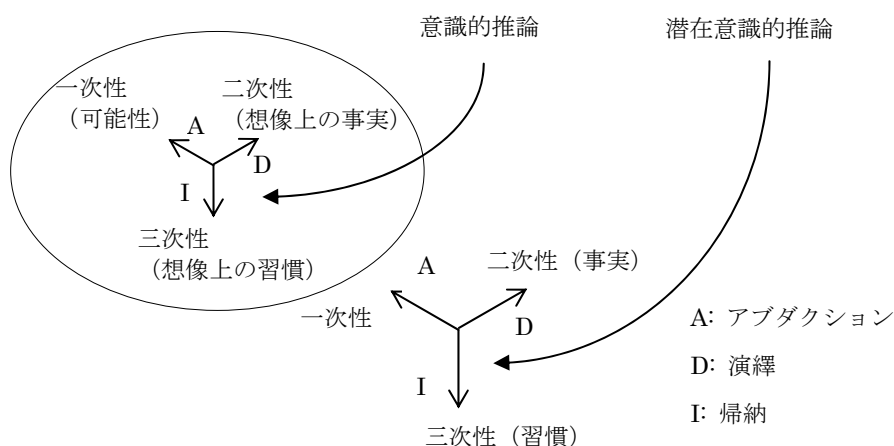 意識的推論
潜在意識的推論
一次性
（可能性）
二次性
（想像上の事実）
A
D
I
三次性
（想像上の習慣）
A
二次性（事実）
一次性
D
I
三次性（習慣）
A: アブダクション
D: 演繹
I: 帰納